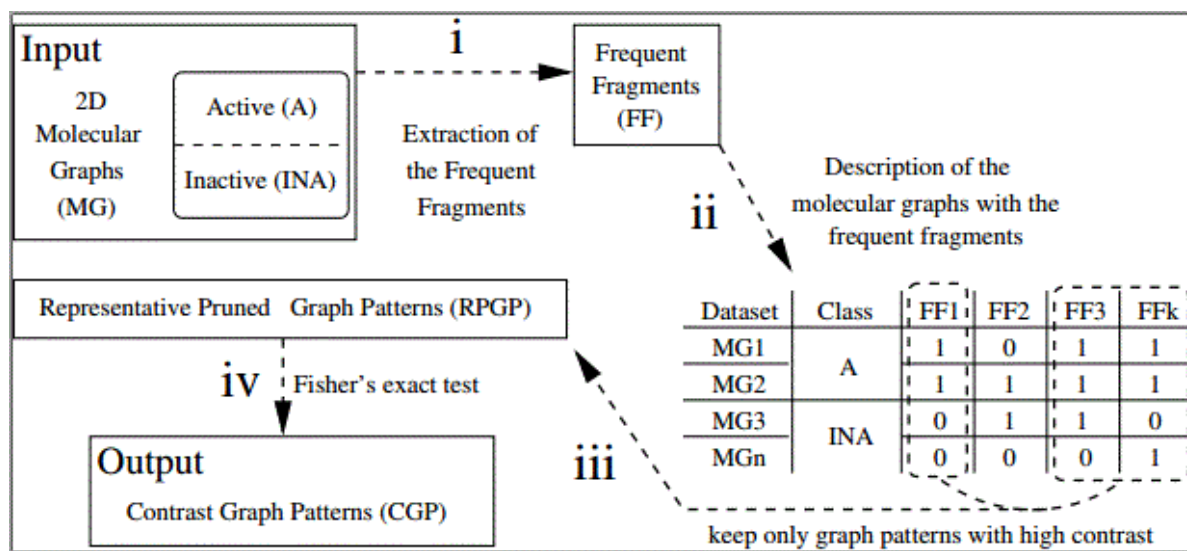 Input
2D
Molecular
Graphs
(MG)
Active (A)
Inactive (INA)
i
Extraction of
the Frequent
Fragments
Frequent
Fragments
(FF)
ii
Description of the
molecular graphs with the
frequent fragments
Dataset Class FF1 FF2 FF3 FFk
MG1 A 1 0 1 1
MG2 1 1 1 1
MG3 INA 0 1 1 0
MGn 0 0 0 1
keep only graph patterns with high contrast
iii
Representative Pruned Graph Patterns (RPGP)
iv Fisher's exact test
Output
Contrast Graph Patterns (CGP)